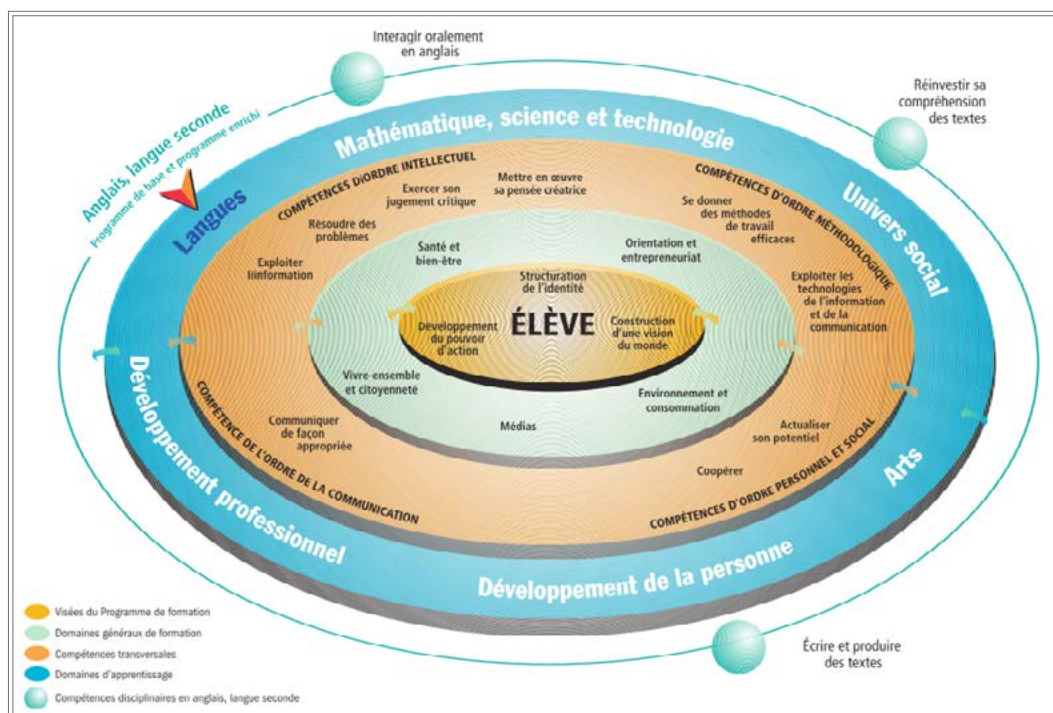 Interagir oralement
en anglais
Réinvestir sa
compréhension
des textes
Anglais, langue seconde
Programme de base et programme enrichi
Langues
Mathématique, science et technologie
Univers social
Arts
Développement de la personne
Développement professionnel
COMPÉTENCES DiORDRE INTELLECTUEL
Exploiter
liinformation
Résoudre des
problèmes
Exercer son
jugement critique
Mettre en œuvre
sa pensée créatrice
COMPÉTENCES D'ORDRE MÉTHODOLOGIQUE
Se donner
des méthodes
de travail
efficaces
Exploiter les
technologies
de l'information
et de la
communication
COMPÉTENCES D'ORDRE PERSONNEL ET SOCIAL
Actualiser
son potentiel
Coopérer
COMPÉTENCE DE L'ORDRE DE LA COMMUNICATION
Communiquer
de façon
appropriée
Santé et
bien-être
Orientation et
entrepreneuriat
Environnement et
consommation
Médias
Vivre-ensemble
et citoyenneté
Structuration
de l'identité
ÉLÈVE
Développement
du pouvoir
d'action
Construction
d'une vision
du monde
Écrire et produire
des textes
Visées du Programme de formation
Domaines généraux de formation
Compétences transversales
Domaines d'apprentissage
Compétences disciplinaires en anglais, langue seconde